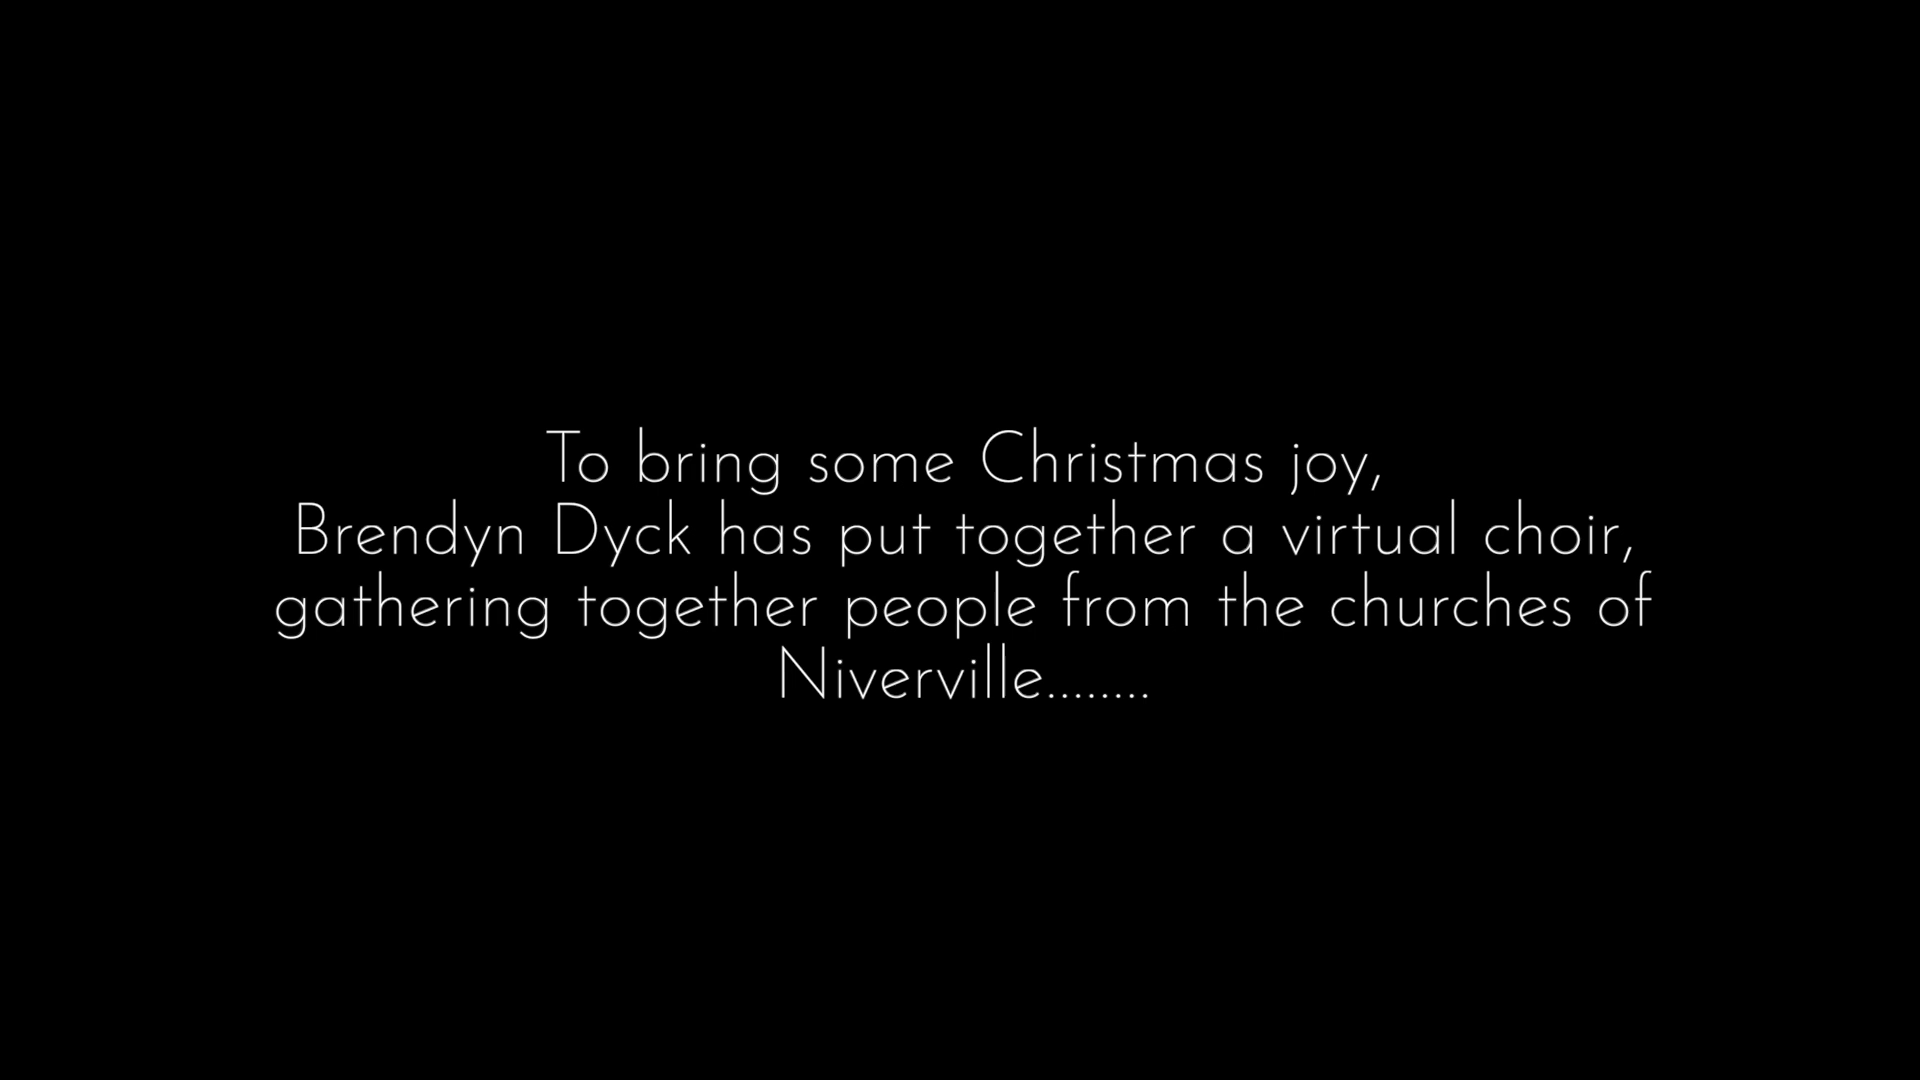 To bring some Christmas joy,
Brendyn Dyck has put together a virtual choir,
gathering together people from the churches of
Niverville........